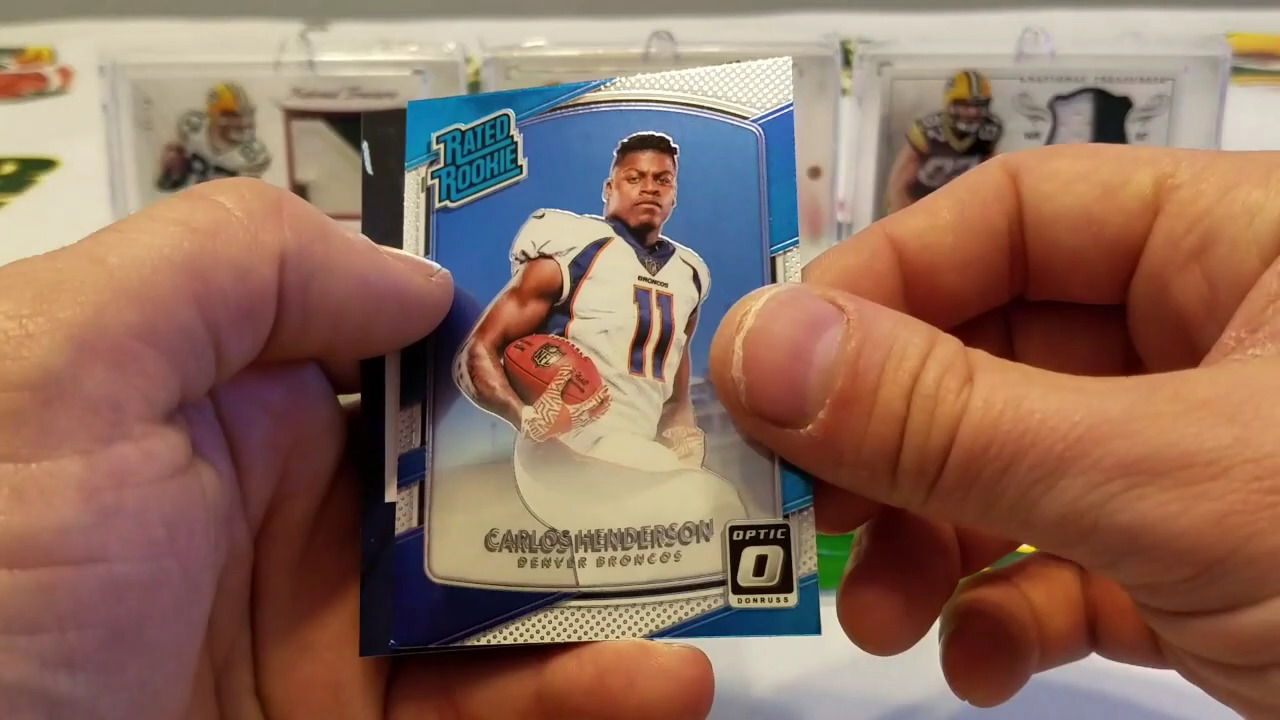 RATED
ROOKIE
BRONCOS
11
CARLOS HENDERSON
DENVER BRONCOS
OPTIC
O
DONRUSS